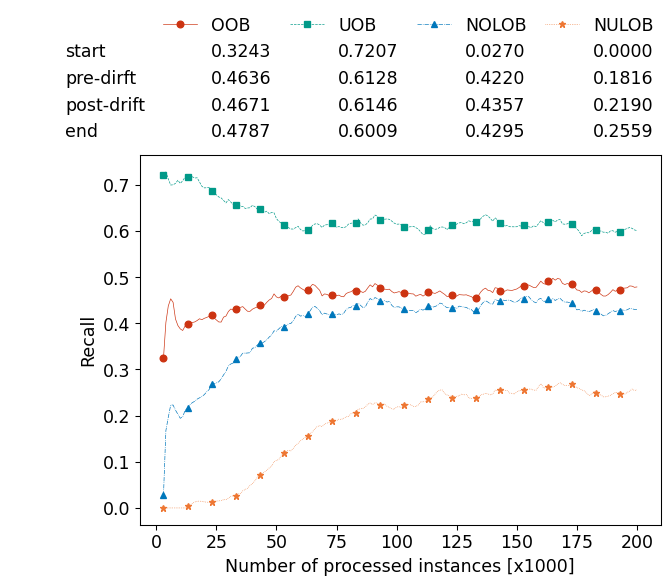 OOB UOB NOLOB NULOB
start 0.3243 0.7207 0.0270 0.0000
pre-dirft 0.4636 0.6128 0.4220 0.1816
post-drift 0.4671 0.6146 0.4357 0.2190
end 0.4787 0.6009 0.4295 0.2559
0.7
0.6
0.5
0.4
0.3
0.2
0.1
0.0
Recall
0 25 50 75 100 125 150 175 200
Number of processed instances [x1000]